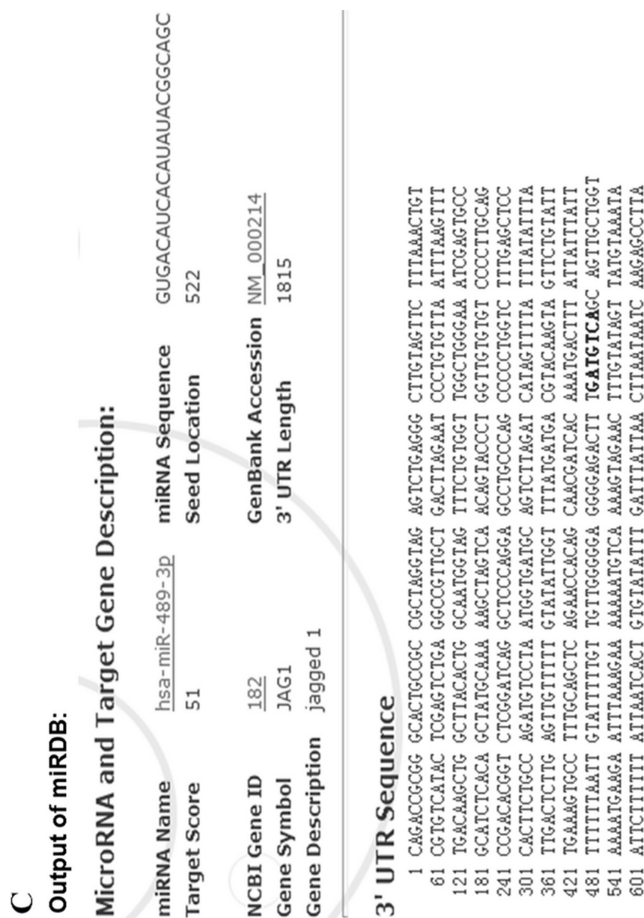 C
Output of miRDB:
MicroRNA and Target Gene Description:
miRNA Name hsa-miR-489-3p miRNA Sequence GUGACAUCACAUAUACGGCAGC
Target Score 51 Seed Location 522
NCBI Gene ID 182 GenBank Accession NM_000214
Gene Symbol JAG1 3' UTR Length 1815
Gene Description jagged 1
3' UTR Sequence
1 CAGACCGCGG GCACTGCCGC CGCTAGGTAG AGTCTGAGGG CTTGTAGTTC TTTAAACTGT
61 CGTGTCATAC TCGAGTCTGA GGCCGTTGCT GACTTAGAAT CCCTGTGTTA ATTTAAGTTT
121 TGACAAGCTG GCTTACACTG GCAATGGTAG TTTCTGTGGT TGGCTGGGAA ATCGAGTGCC
181 GCATCTCACA GCTATGCAAA AAGCTAGTCA ACAGTACCCT GGTTGTGTGT CCCCTTGCAG
241 CCGACACGGT CTCGGATCAG GCTCCCAGGA GCCTGCCCAG CCCCCTGGTC TTTGAGCTCC
301 CACTTCTGCC AGATGTCCTA ATGGTGATGC AGTCTTAGAT CATAGTTTTA TTTATATTTA
361 TTGACTCTTG AGTTGTTTTT GTATATTGGT TTTATGATGA CGTACAAGTA GTTCTGTATT
421 TGAAAGTGCC TTTGCAGCTC AGAACCACAG CAACGATCAC AAATGACTTT ATTATTTATT
481 TTTTTTAATT GTATTTTTGT TGTTGGGGGA GGGGAGACTT TGATGTCAGC AGTTGCTGGT
541 AAAATGAAGA ATTTAAAGAA AAAAATGTCA AAAGTAGAAC TTTGTATAGT TATGTAAATA
601 ATTCTTTTTT ATTAATCACT GTGTATATTT GATTTATTAA CTTAATAATC AAGAGCCTTA